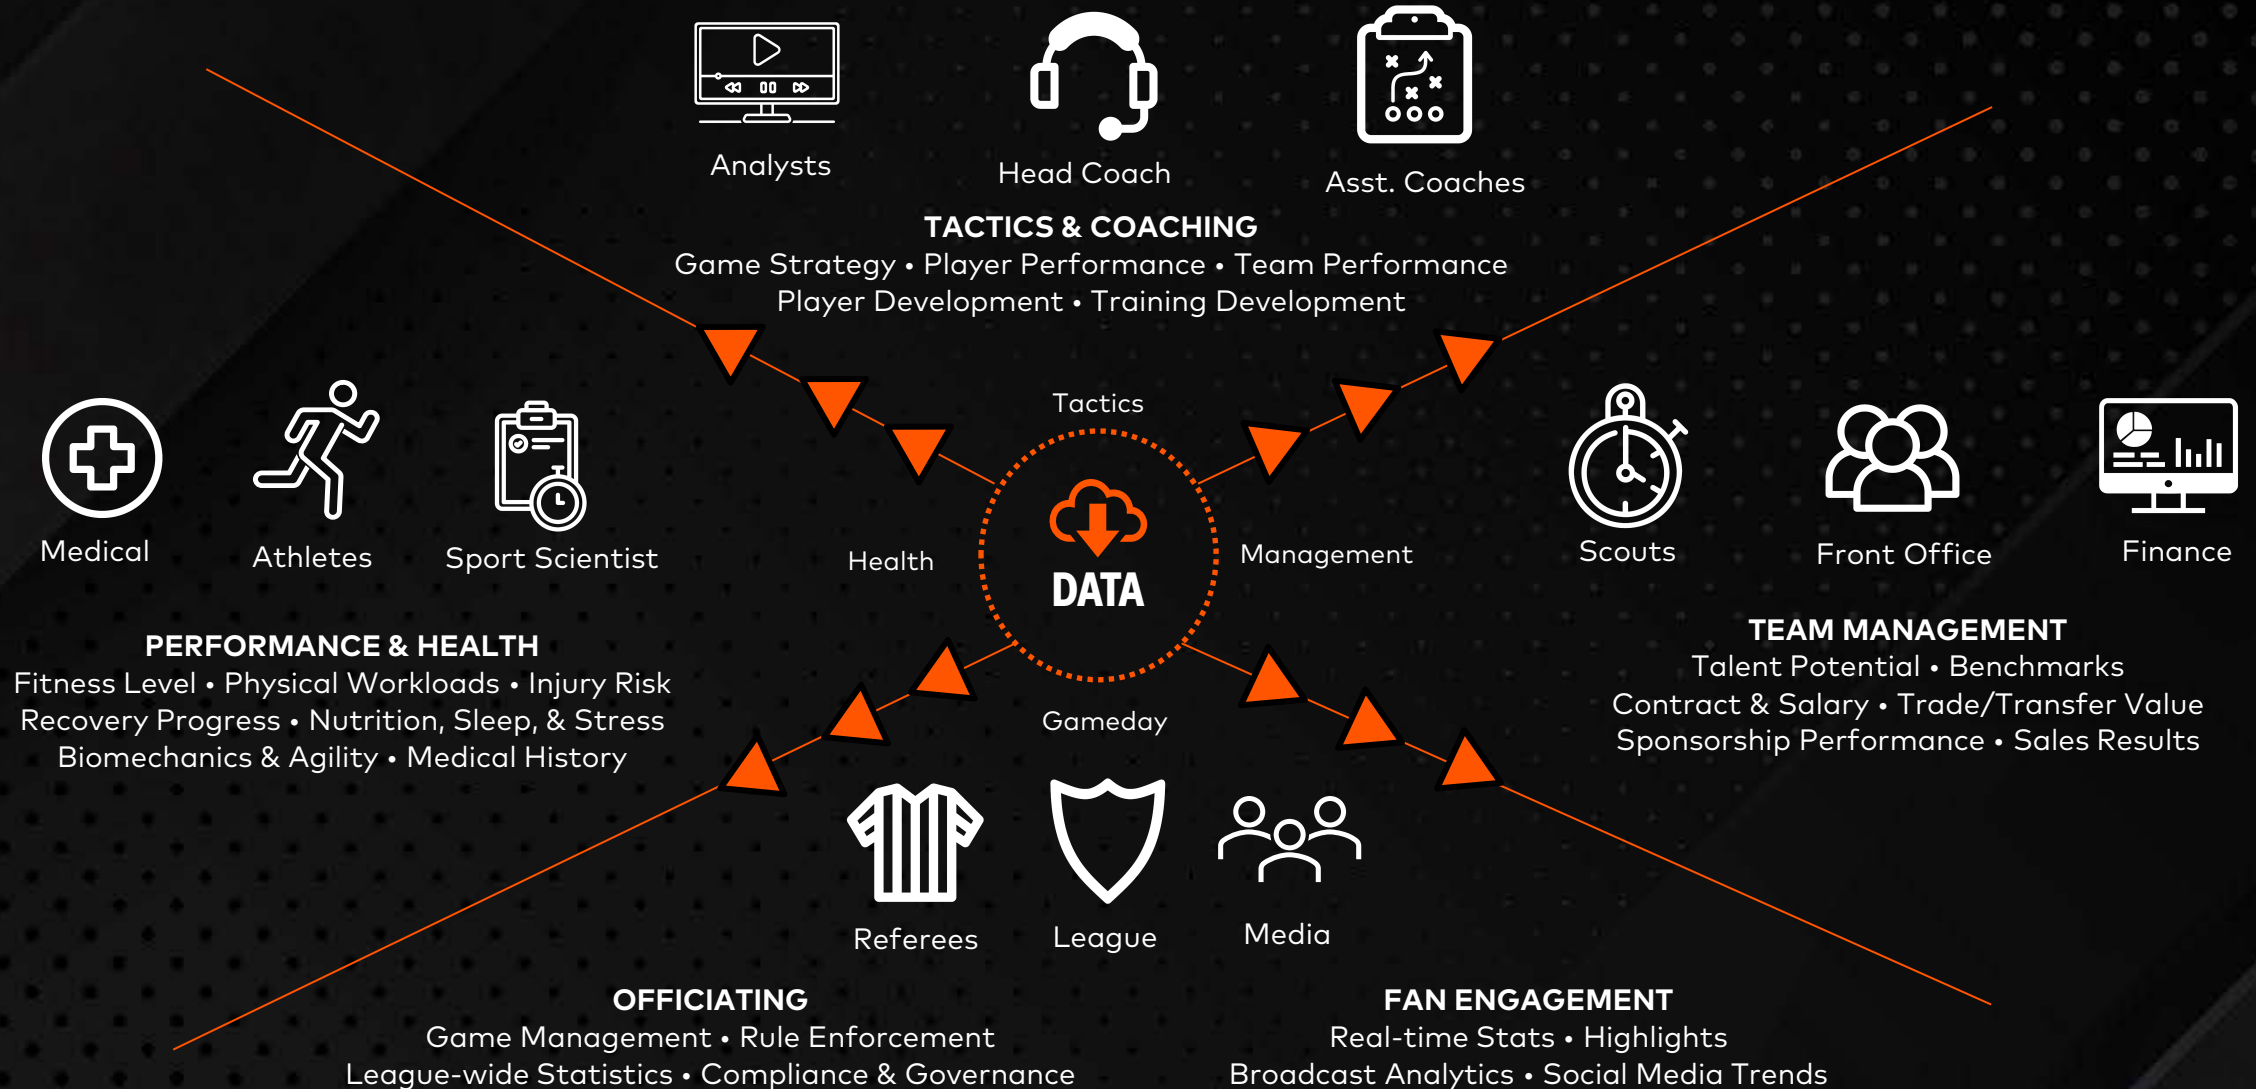 Analysts
Head Coach
Asst. Coaches
TACTICS & COACHING
Game Strategy • Player Performance • Team Performance
Player Development • Training Development
Tactics
Health
DATA
Management
Gameday
Medical
Athletes
Sport Scientist
PERFORMANCE & HEALTH
Fitness Level • Physical Workloads • Injury Risk
Recovery Progress • Nutrition, Sleep, & Stress
Biomechanics & Agility • Medical History
Scouts
Front Office
Finance
TEAM MANAGEMENT
Talent Potential • Benchmarks
Contract & Salary • Trade/Transfer Value
Sponsorship Performance • Sales Results
Referees
League
Media
OFFICIATING
Game Management • Rule Enforcement
League-wide Statistics • Compliance & Governance
FAN ENGAGEMENT
Real-time Stats • Highlights
Broadcast Analytics • Social Media Trends